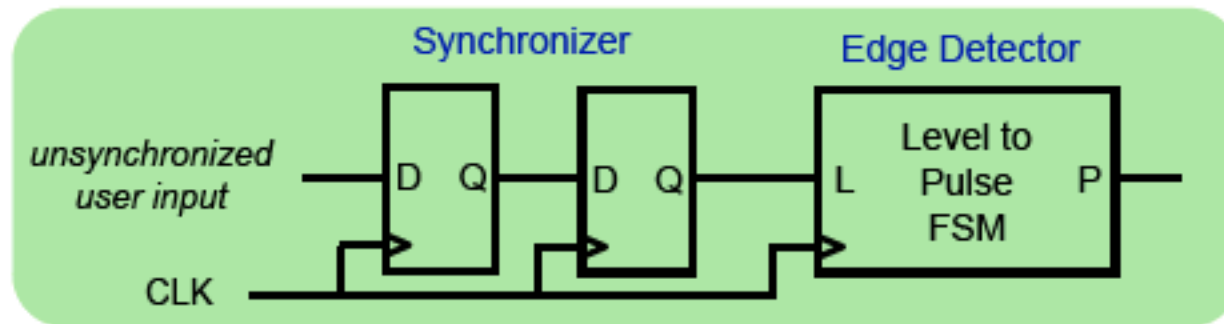 Synchronizer
Edge Detector
unsynchronized
user input
D Q
D Q
L
Level to
Pulse
FSM
P
CLK